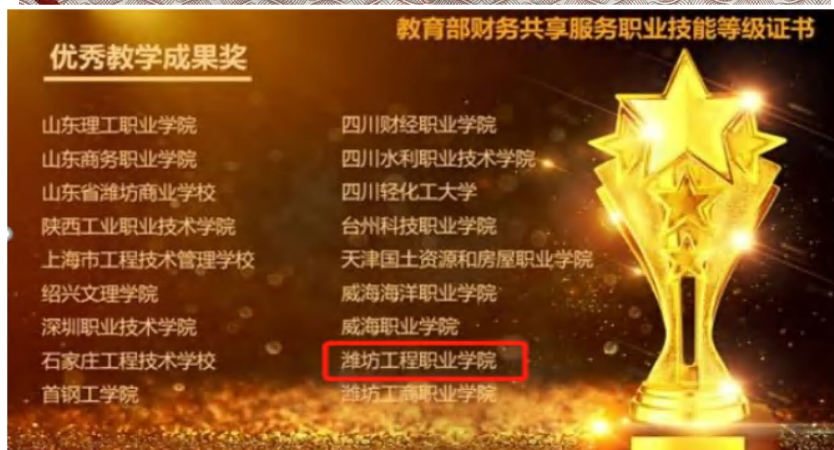 教育部财务共享服务职业技能等级证书
优秀教学成果奖
山东理工职业学院
山东商务职业学院
山东省潍坊商业学校
陕西工业职业技术学院
上海市工程技术管理学校
绍兴文理学院
深圳职业技术学院
石家庄工程技术学校
首钢工学院
四川财经职业学院
四川水利职业技术学院
四川轻化工大学
台州科技职业学院
天津国土资源和房屋职业学院
威海海洋职业学院
威海职业学院
潍坊工程职业学院
潍坊工商职业学院